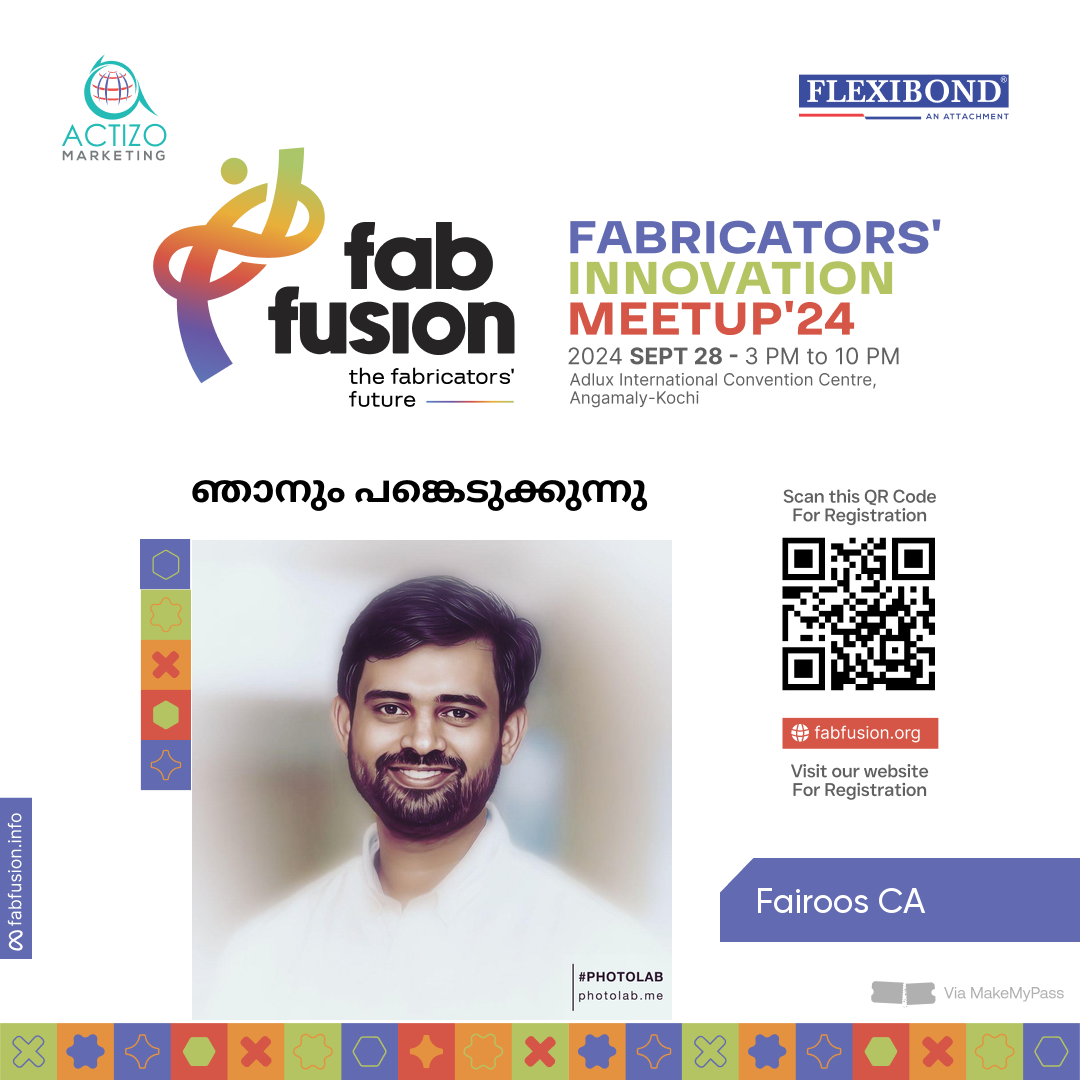 ACTIZO
MARKETING
FLEXIBOND®
AN ATTACHMENT
fab
fusion
the fabricators'
future
FABRICATORS'
INNOVATION
MEETUP'24
2024 SEPT 28 - 3 PM to 10 PM
Adlux International Convention Centre,
Angamaly-Kochi
ഞാനും പങ്കെടുക്കുന്നു
Scan this QR Code
For Registration
fabfusion.org
Visit our website
For Registration
fabfusion.info
Fairoos CA
#PHOTOLAB
photolab.me
Via MakeMyPass